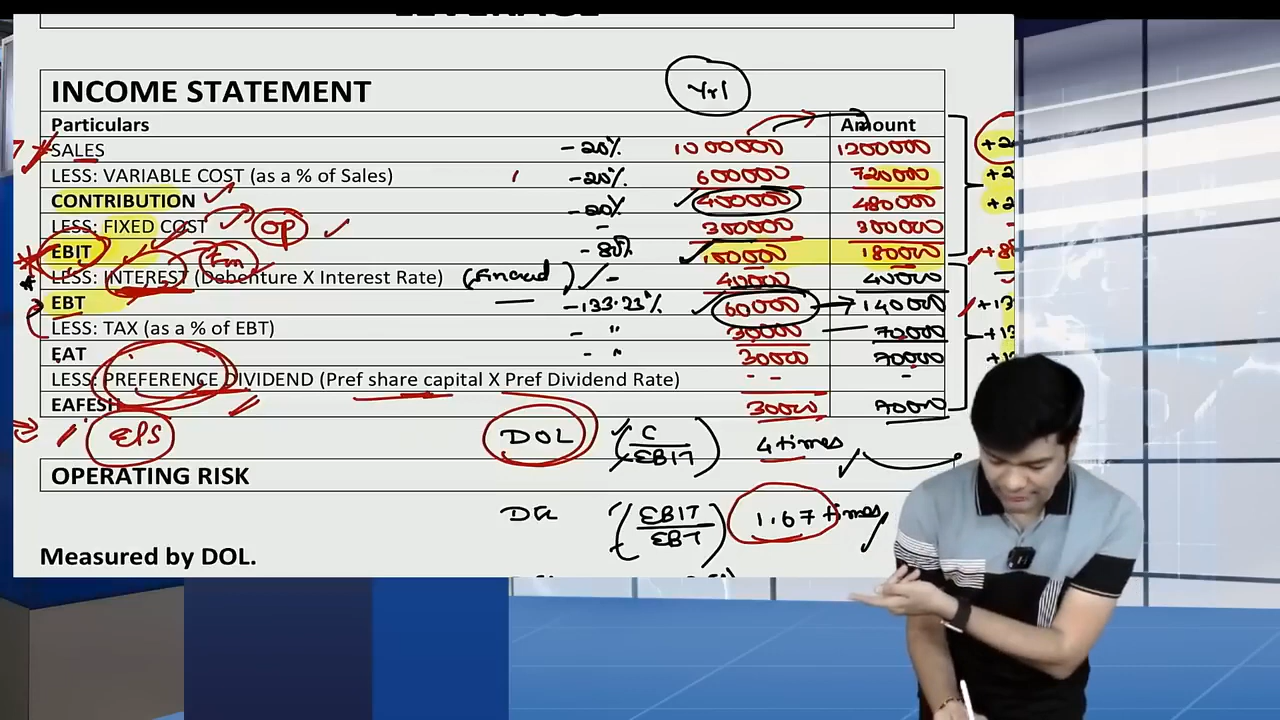 INCOME STATEMENT Yr1
Particulars Amount
SALES -20% 1000000 1200000
LESS: VARIABLE COST (as a % of Sales) -20% 600000 720000
CONTRIBUTION -20% 400000 480000
LESS: FIXED COST OP - 300000 300000
EBIT -80% 100000 180000
LESS: INTEREST (Debenture X Interest Rate) (Financial) - 40000 40000
EBT -133.33% 60000 140000
LESS: TAX (as a % of EBT) - " 30000 70000
EAT - " 30000 70000
LESS: PREFERENCE DIVIDEND (Pref share capital X Pref Dividend Rate) - - -
EAFESH 30000 70000
EPS DOL (C/EBIT) 4 times
OPERATING RISK
(EBIT/EBT) 1.67 times
Measured by DOL.